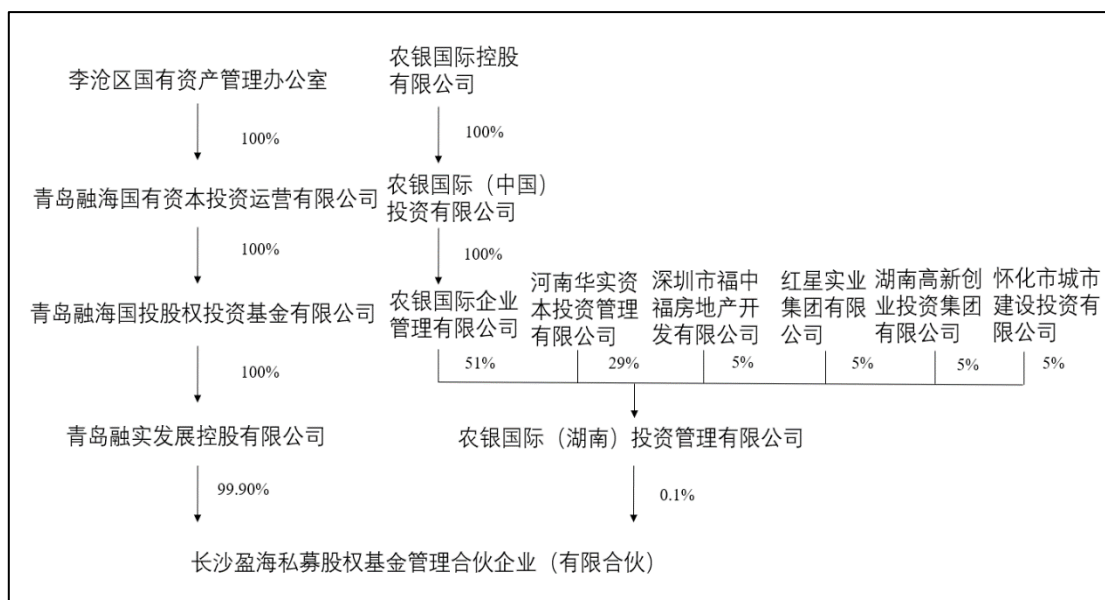 李沧区国有资产管理办公室
农银国际控股
有限公司
100%
100%
青岛融海国有资本投资运营有限公司
农银国际（中国）
投资有限公司
100%
100%
青岛融海国投股权投资基金有限公司
农银国际企业
管理有限公司
河南华实资
本投资管理
有限公司
深圳市福中
福房地产开
发有限公司
红星实业
集团有限
公司
湖南高新创
业投资集团
有限公司
怀化市城市
建设投资有
限公司
100%
51%
29%
5%
5%
5%
5%
青岛融实发展控股有限公司
农银国际（湖南）投资管理有限公司
99.90%
0.1%
长沙盈海私募股权基金管理合伙企业（有限合伙）